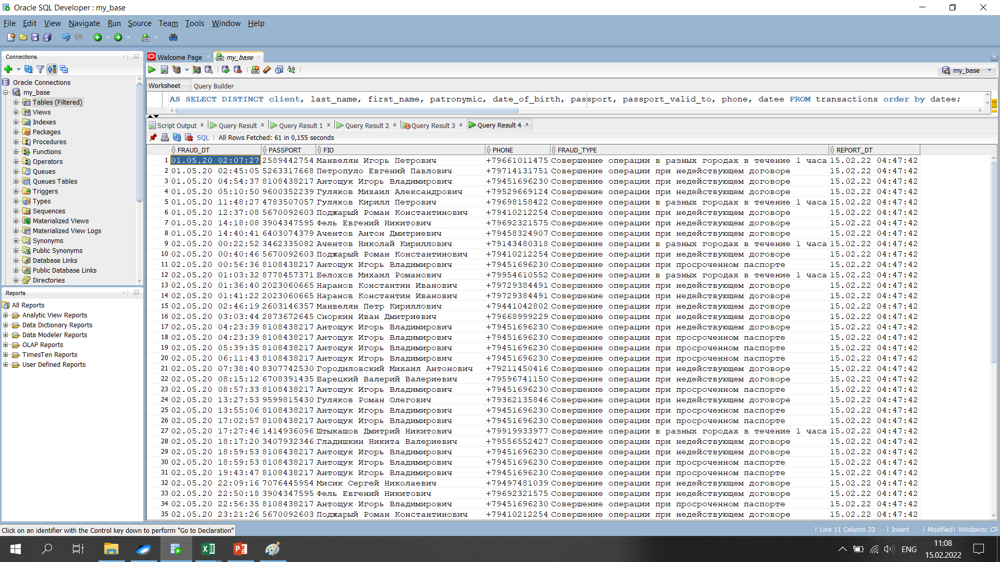 Oracle SQL Developer : my_base
File Edit View Navigate Run Source Team Tools Window Help
Connections
Oracle Connections
my_base
Tables (Filtered)
Views
Indexes
Packages
Procedures
Functions
Operators
Queues
Queues Tables
Triggers
Types
Sequences
Materialized Views
Materialized View Logs
Synonyms
Public Synonyms
Database Links
Public Database Links
Directories
Reports
All Reports
Analytic View Reports
Data Dictionary Reports
Data Modeler Reports
OLAP Reports
TimesTen Reports
User Defined Reports
Welcome Page my_base
my_base
Worksheet Query Builder
AS SELECT DISTINCT client, last_name, first_name, patronymic, date_of_birth, passport, passport_valid_to, phone, datee FROM transactions order by datee;
Script Output Query Result Query Result 1 Query Result 2 Query Result 3 Query Result 4
SQL All Rows Fetched: 61 in 0,155 seconds
FRAUD_DT PASSPORT FIO PHONE FRAUD_TYPE REPORT_DT
1 01.05.20 02:07:27 2589442754 Манвелян Игорь Петрович +79661011475 Совершение операции в разных городах в течение 1 часа 15.02.22 04:47:42
2 01.05.20 02:45:05 5263317668 Петропуло Евгений Павлович +79714131751 Совершение операции при недействующем договоре 15.02.22 04:47:42
3 01.05.20 04:54:37 8108438217 Антощук Игорь Владимирович +79451696230 Совершение операции при недействующем договоре 15.02.22 04:47:42
4 01.05.20 05:10:50 9600352239 Гуляков Михаил Александрович +79529669124 Совершение операции при недействующем договоре 15.02.22 04:47:42
5 01.05.20 11:48:27 4783507057 Гуляков Кирилл Петрович +79698158422 Совершение операции в разных городах в течение 1 часа 15.02.22 04:47:42
6 01.05.20 12:37:08 5670092603 Поджарый Роман Константинович +79410212254 Совершение операции при недействующем договоре 15.02.22 04:47:42
7 01.05.20 14:18:08 3904347595 Фель Евгений Никитович +79692321575 Совершение операции при недействующем договоре 15.02.22 04:47:42
8 01.05.20 14:40:41 6403074379 Ачентов Антон Дмитриевич +79458324907 Совершение операции при недействующем договоре 15.02.22 04:47:42
9 02.05.20 00:22:52 3462335082 Ачентов Николай Кириллович +79143480318 Совершение операции в разных городах в течение 1 часа 15.02.22 04:47:42
10 02.05.20 00:40:46 5670092603 Поджарый Роман Константинович +79410212254 Совершение операции при недействующем договоре 15.02.22 04:47:42
11 02.05.20 00:56:36 8108438217 Антощук Игорь Владимирович +79451696230 Совершение операции при просроченном паспорте 15.02.22 04:47:42
12 02.05.20 01:03:32 8778457371 Белохов Михаил Романович +79954610552 Совершение операции в разных городах в течение 1 часа 15.02.22 04:47:42
13 02.05.20 01:36:40 2023060665 Наранов Константин Иванович +79729384491 Совершение операции при недействующем договоре 15.02.22 04:47:42
14 02.05.20 01:41:22 2023060665 Наранов Константин Иванович +79729384491 Совершение операции при недействующем договоре 15.02.22 04:47:42
15 02.05.20 02:46:19 2603146357 Манвелян Петр Кириллович +79441042802 Совершение операции при недействующем договоре 15.02.22 04:47:42
16 02.05.20 03:03:44 2873672645 Сноркин Иван Дмитриевич +79668999229 Совершение операции при недействующем договоре 15.02.22 04:47:42
17 02.05.20 04:23:39 8108438217 Антощук Игорь Владимирович +79451696230 Совершение операции при недействующем договоре 15.02.22 04:47:42
18 02.05.20 04:23:39 8108438217 Антощук Игорь Владимирович +79451696230 Совершение операции при просроченном паспорте 15.02.22 04:47:42
19 02.05.20 05:39:35 8108438217 Антощук Игорь Владимирович +79451696230 Совершение операции при просроченном паспорте 15.02.22 04:47:42
20 02.05.20 06:11:43 8108438217 Антощук Игорь Владимирович +79451696230 Совершение операции при просроченном паспорте 15.02.22 04:47:42
21 02.05.20 07:38:40 8307742530 Городиловский Михаил Антонович +79211450416 Совершение операции при недействующем договоре 15.02.22 04:47:42
22 02.05.20 08:15:12 6708391435 Барецкий Валерий Валериевич +79596741150 Совершение операции при недействующем договоре 15.02.22 04:47:42
23 02.05.20 08:57:33 8108438217 Антощук Игорь Владимирович +79451696230 Совершение операции при просроченном паспорте 15.02.22 04:47:42
24 02.05.20 13:27:53 9599815430 Гуляков Роман Олегович +79362135846 Совершение операции при недействующем договоре 15.02.22 04:47:42
25 02.05.20 13:55:06 8108438217 Антощук Игорь Владимирович +79451696230 Совершение операции при просроченном паспорте 15.02.22 04:47:42
26 02.05.20 17:02:57 8108438217 Антощук Игорь Владимирович +79451696230 Совершение операции при просроченном паспорте 15.02.22 04:47:42
27 02.05.20 17:27:46 1414936096 Штыкашов Дмитрий Никитович +79919933977 Совершение операции в разных городах в течение 1 часа 15.02.22 04:47:42
28 02.05.20 18:17:20 3407932346 Гладишкин Никита Валериевич +79556552427 Совершение операции при недействующем договоре 15.02.22 04:47:42
29 02.05.20 18:59:53 8108438217 Антощук Игорь Владимирович +79451696230 Совершение операции при недействующем договоре 15.02.22 04:47:42
30 02.05.20 18:59:53 8108438217 Антощук Игорь Владимирович +79451696230 Совершение операции при просроченном паспорте 15.02.22 04:47:42
31 02.05.20 19:43:47 8108438217 Антощук Игорь Владимирович +79451696230 Совершение операции при просроченном паспорте 15.02.22 04:47:42
32 02.05.20 22:09:16 7076445954 Мисик Сергей Николаевич +79497481039 Совершение операции при недействующем договоре 15.02.22 04:47:42
33 02.05.20 22:50:18 3904347595 Фель Евгений Никитович +79692321575 Совершение операции при недействующем договоре 15.02.22 04:47:42
34 02.05.20 22:56:35 8108438217 Антощук Игорь Владимирович +79451696230 Совершение операции при просроченном паспорте 15.02.22 04:47:42
35 02.05.20 23:21:26 5670092603 Поджарый Роман Константинович +79410212254 Совершение операции при недействующем договоре 15.02.22 04:47:42
Click on an identifier with the Control key down to perform "Go to Declaration"
Line 11 Column 33 Insert Modified Windows: CR
ENG
11:08
15.02.2022